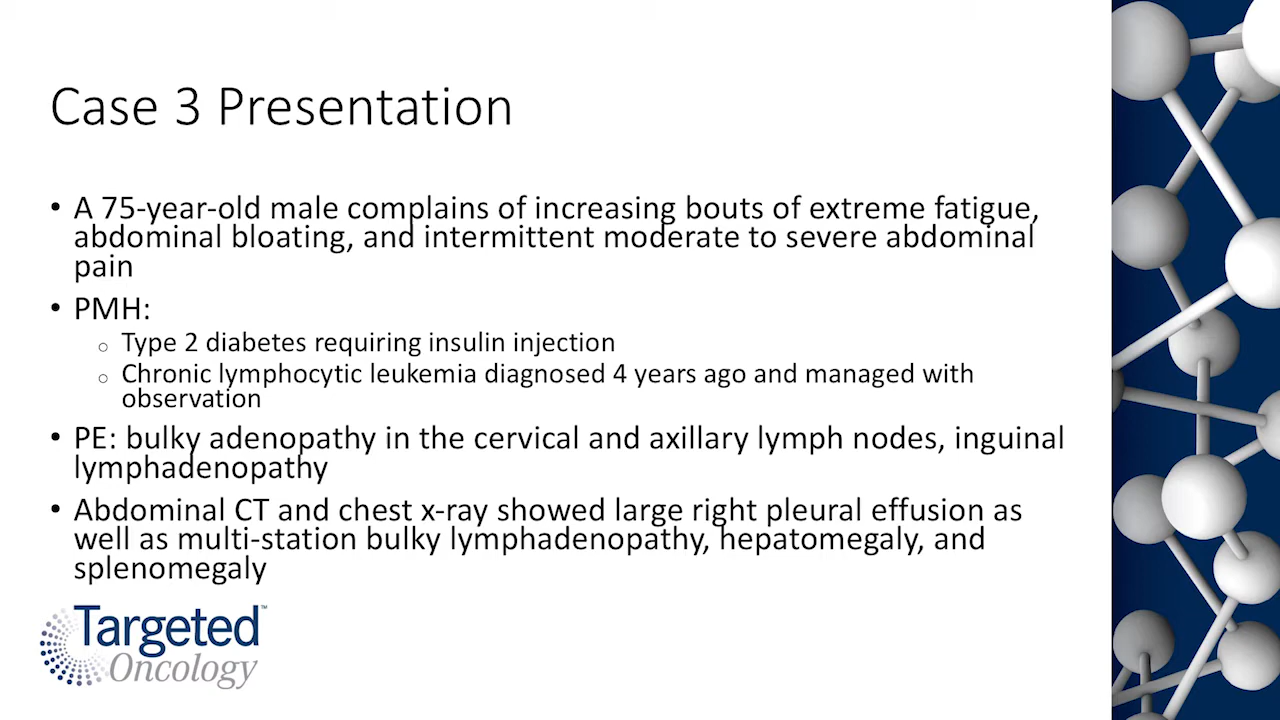 Case 3 Presentation
• A 75-year-old male complains of increasing bouts of extreme fatigue,
abdominal bloating, and intermittent moderate to severe abdominal
pain
• PMH:
o Type 2 diabetes requiring insulin injection
o Chronic lymphocytic leukemia diagnosed 4 years ago and managed with
observation
• PE: bulky adenopathy in the cervical and axillary lymph nodes, inguinal
lymphadenopathy
• Abdominal CT and chest x-ray showed large right pleural effusion as
well as multi-station bulky lymphadenopathy, hepatomegaly, and
splenomegaly
Targeted™
Oncology